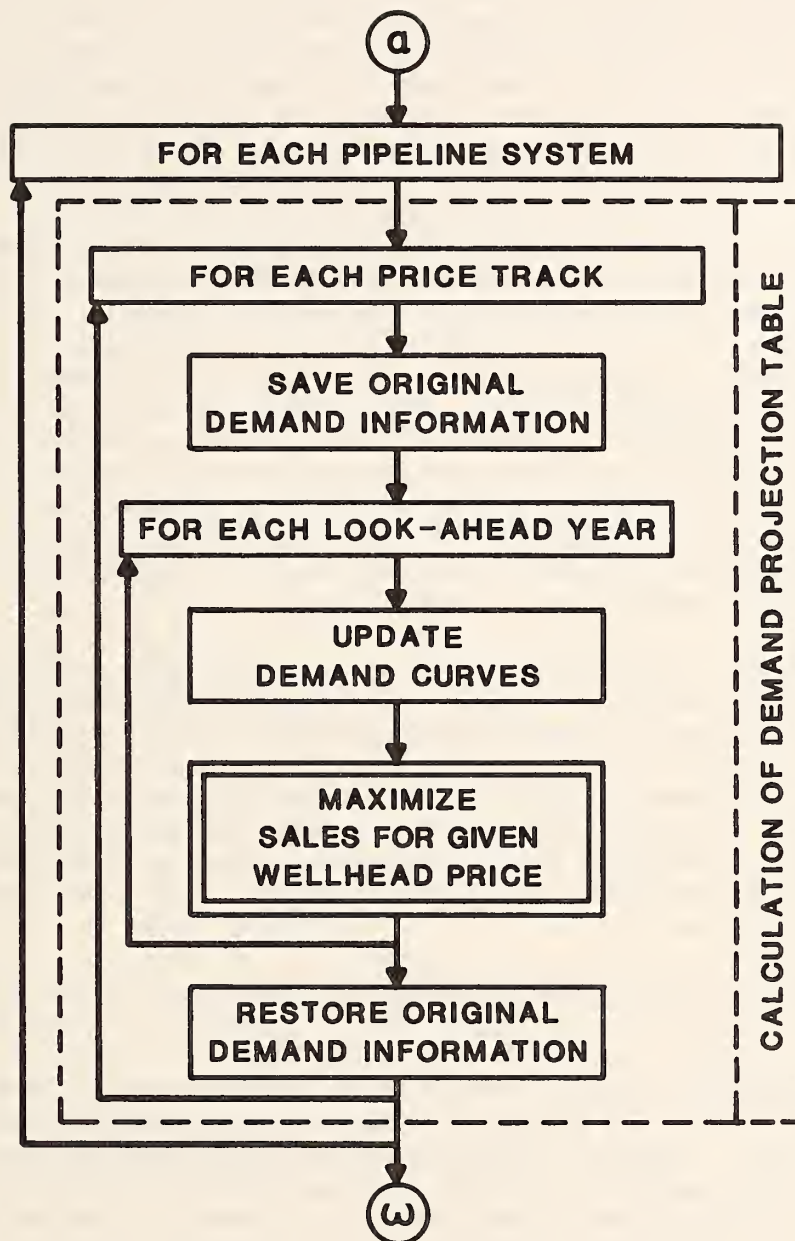 a
FOR EACH PIPELINE SYSTEM
FOR EACH PRICE TRACK
SAVE ORIGINAL
DEMAND INFORMATION
FOR EACH LOOK-AHEAD YEAR
UPDATE
DEMAND CURVES
MAXIMIZE
SALES FOR GIVEN
WELLHEAD PRICE
RESTORE ORIGINAL
DEMAND INFORMATION
ω
CALCULATION OF DEMAND PROJECTION TABLE